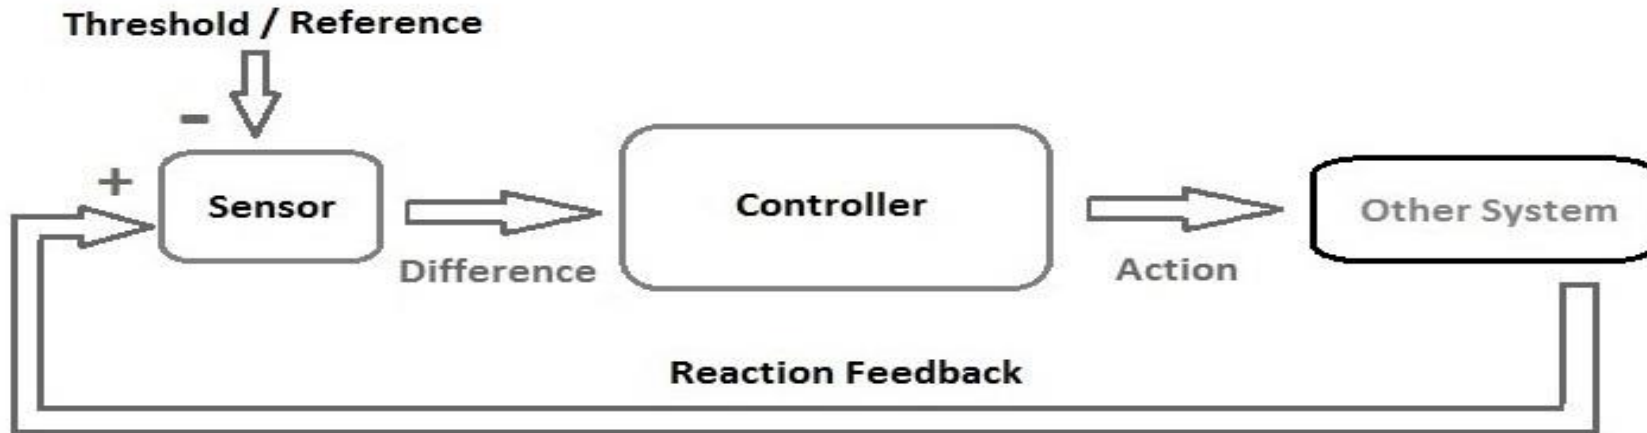 Threshold / Reference
-
+
Sensor
Difference
Controller
Action
Other System
Reaction Feedback